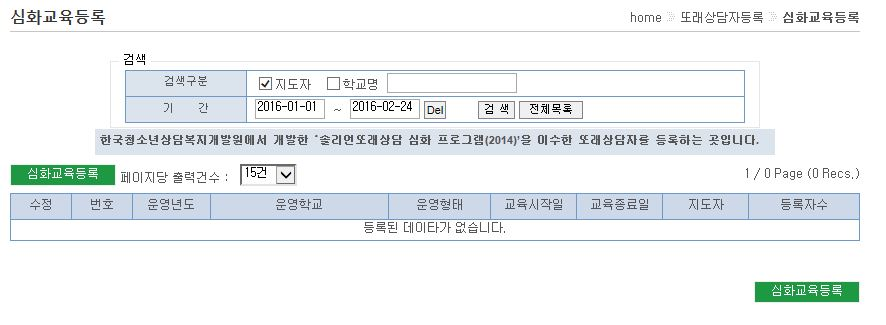 심화교육등록
home » 또래상담자등록 » 심화교육등록
검색
검색구분 지도자 학교명
기 간 2016-01-01 ~ 2016-02-24 Del 검 색 전체목록
한국청소년상담복지개발원에서 개발한 '솔리언또래상담 심화 프로그램(2014)'을 이수한 또래상담자를 등록하는 곳입니다.
심화교육등록 페이지당 출력건수 : 15건 1 / 0 Page (0 Recs.)
수정 번호 운영년도 운영학교 운영형태 교육시작일 교육종료일 지도자 등록자수
등록된 데이타가 없습니다.
심화교육등록